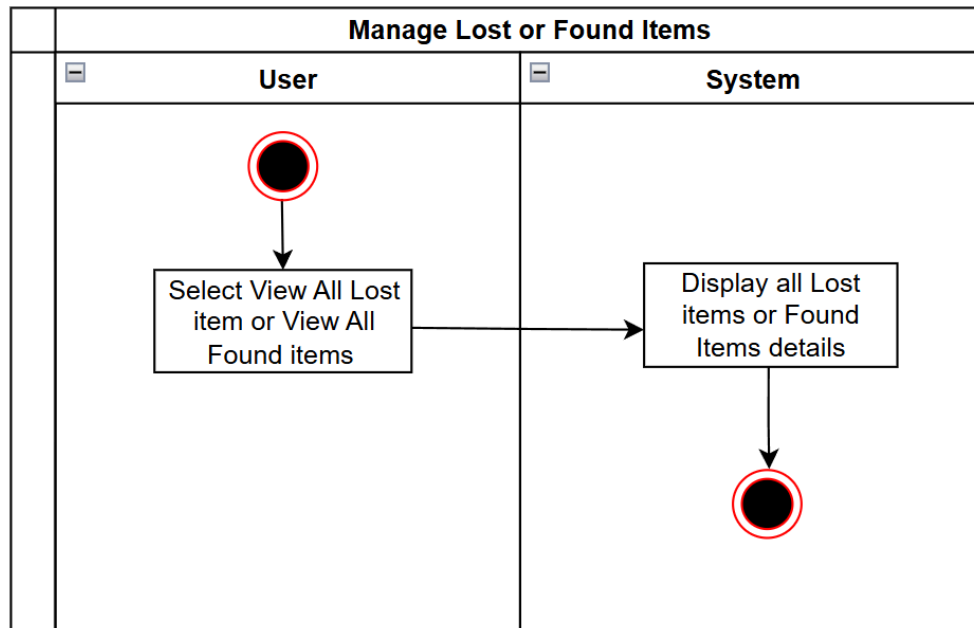 Manage Lost or Found Items
User
System
Select View All Lost
item or View All
Found items
Display all Lost
items or Found
Items details